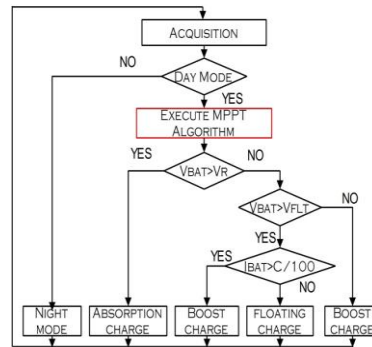 ACQUISITION
NO
DAY MODE
YES
EXECUTE MPPT
ALGORITHM
YES
NO
VBAT>VR
VBAT>VFLT
NO
YES
YES
IBAT>C/100
NO
NIGHT
MODE
ABSORPTION
CHARGE
BOOST
CHARGE
FLOATING
CHARGE
BOOST
CHARGE